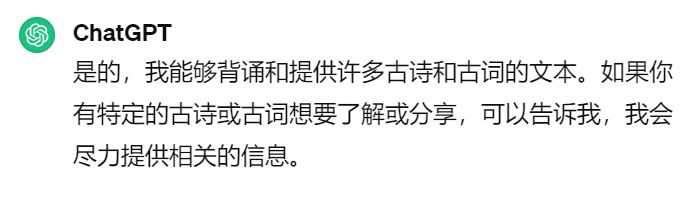 ChatGPT
是的，我能够背诵和提供许多古诗和古词的文本。如果你
有特定的古诗或古词想要了解或分享，可以告诉我，我会
尽力提供相关的信息。